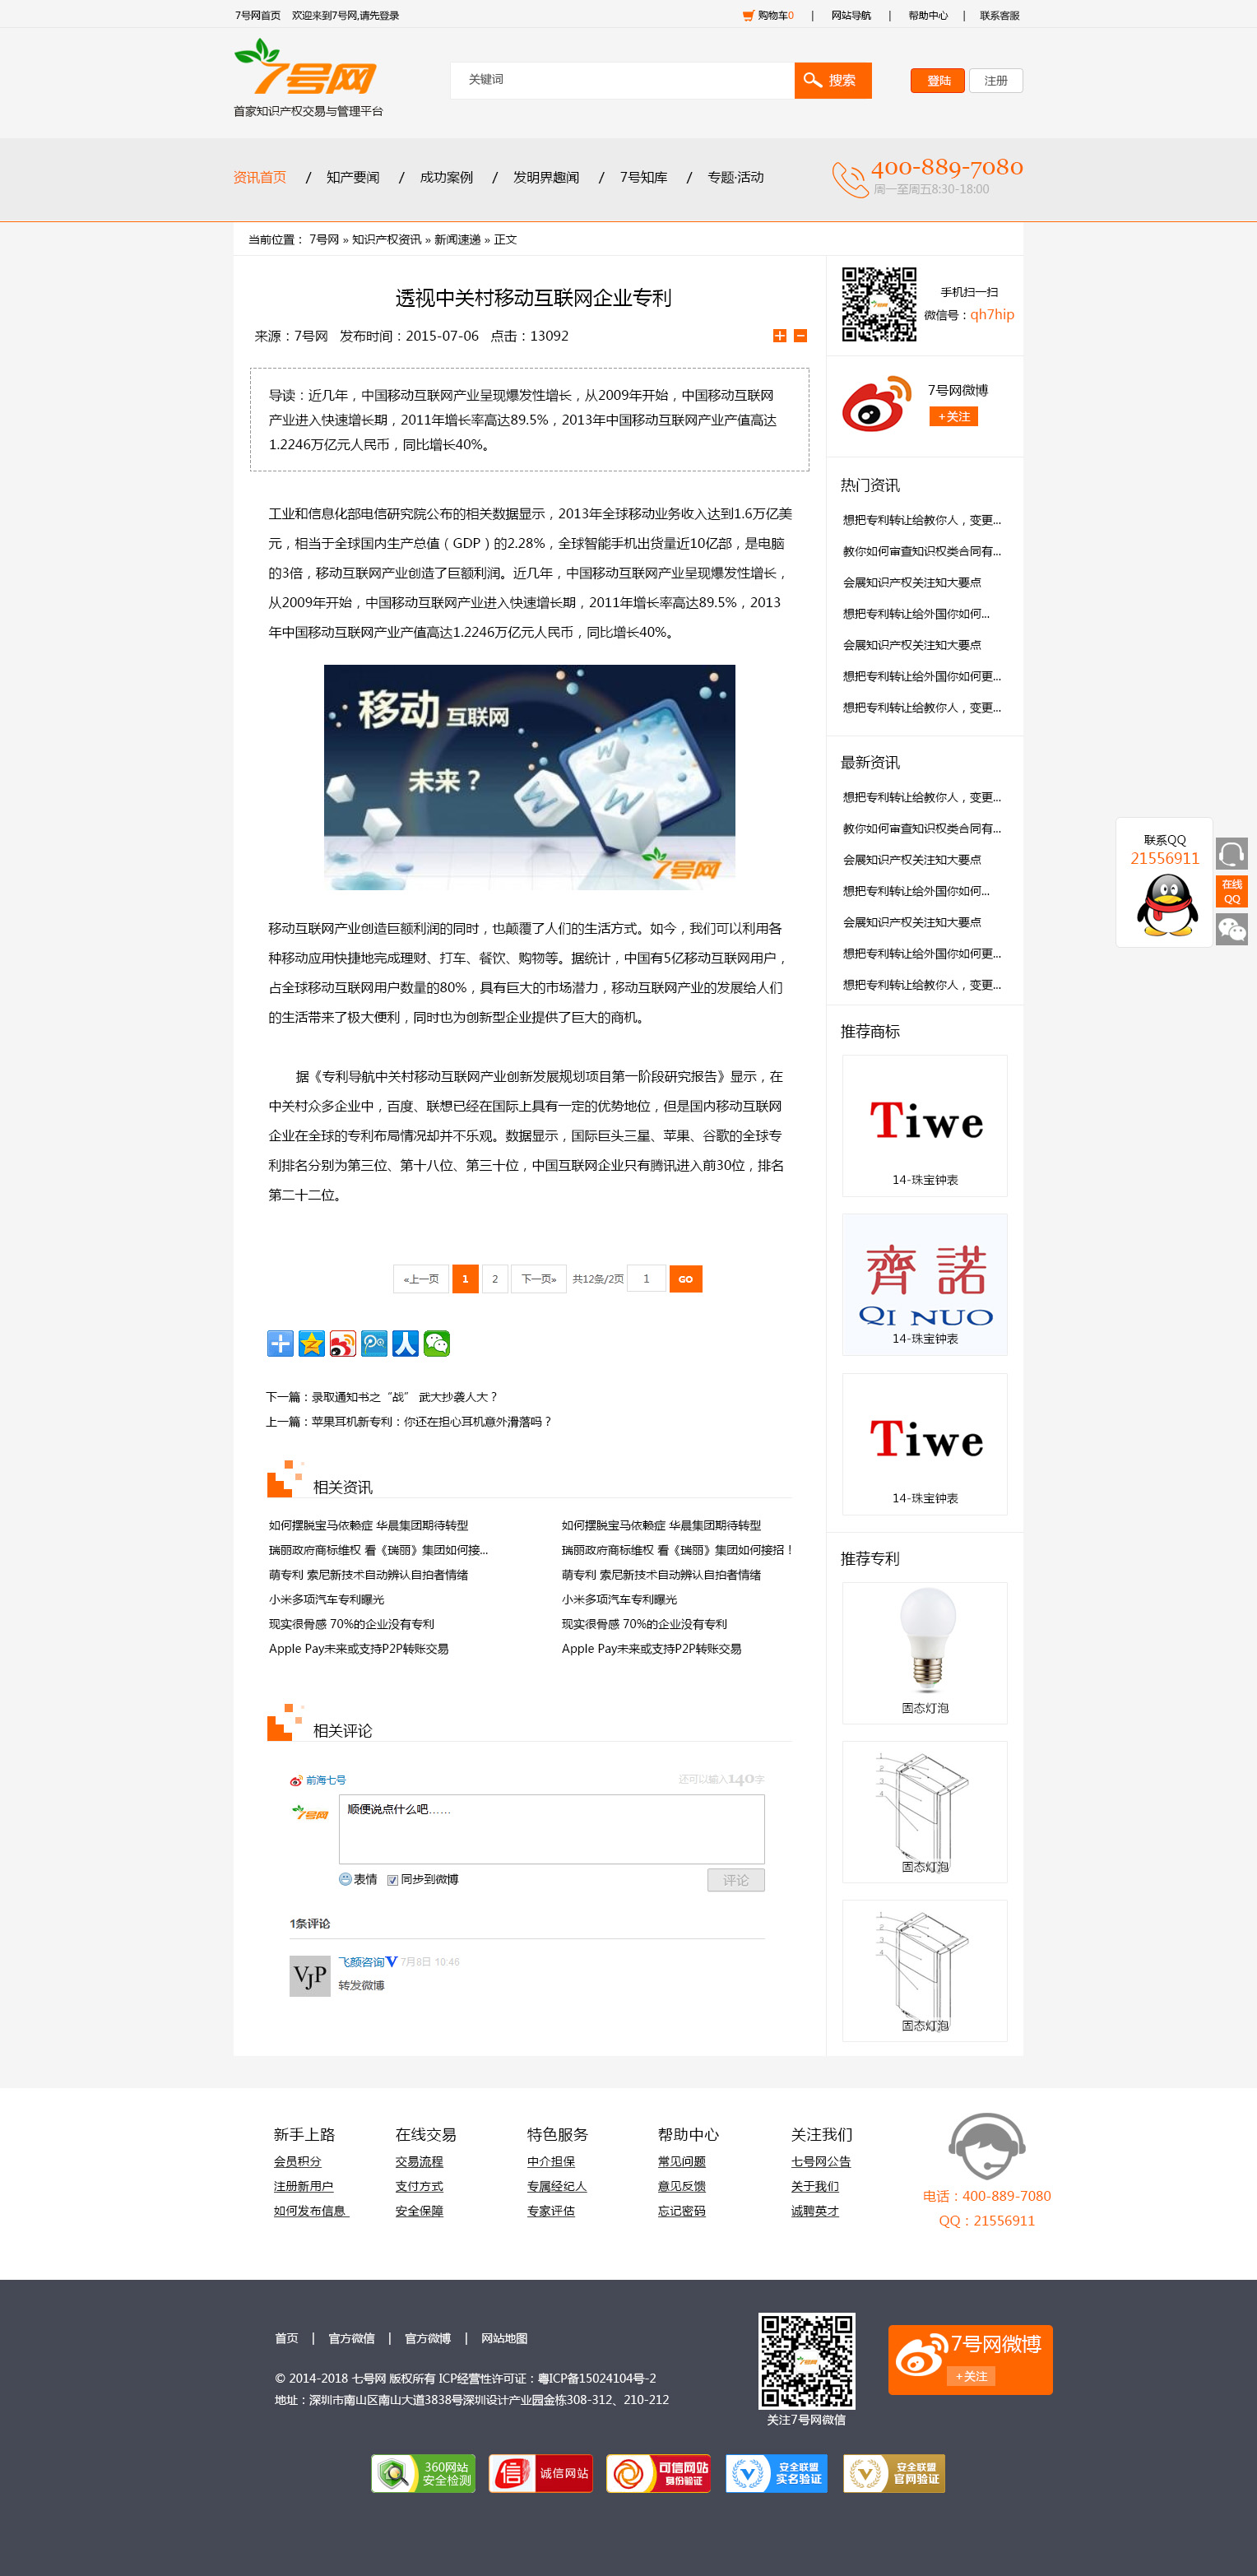 7号网首页 欢迎来到7号网,请先登录
购物车0 | 网站导航 | 帮助中心 | 联系客服
7号网
首家知识产权交易与管理平台
关键词
搜索
登陆 注册
资讯首页 / 知产要闻 / 成功案例 / 发明界趣闻 / 7号知库 / 专题·活动
400-889-7080
周一至周五8:30-18:00
当前位置： 7号网 » 知识产权资讯 » 新闻速递 » 正文
透视中关村移动互联网企业专利
来源：7号网 发布时间：2015-07-06 点击：13092
导读：近几年，中国移动互联网产业呈现爆发性增长，从2009年开始，中国移动互联网
产业进入快速增长期，2011年增长率高达89.5%，2013年中国移动互联网产业产值高达
1.2246万亿元人民币，同比增长40%。
工业和信息化部电信研究院公布的相关数据显示，2013年全球移动业务收入达到1.6万亿美
元，相当于全球国内生产总值（GDP）的2.28%，全球智能手机出货量近10亿部，是电脑
的3倍，移动互联网产业创造了巨额利润。近几年，中国移动互联网产业呈现爆发性增长，
从2009年开始，中国移动互联网产业进入快速增长期，2011年增长率高达89.5%，2013
年中国移动互联网产业产值高达1.2246万亿元人民币，同比增长40%。
移动 互联网
未来？
W
W
W
7号网
移动互联网产业创造巨额利润的同时，也颠覆了人们的生活方式。如今，我们可以利用各
种移动应用快捷地完成理财、打车、餐饮、购物等。据统计，中国有5亿移动互联网用户，
占全球移动互联网用户数量的80%，具有巨大的市场潜力，移动互联网产业的发展给人们
的生活带来了极大便利，同时也为创新型企业提供了巨大的商机。
据《专利导航中关村移动互联网产业创新发展规划项目第一阶段研究报告》显示，在
中关村众多企业中，百度、联想已经在国际上具有一定的优势地位，但是国内移动互联网
企业在全球的专利布局情况却并不乐观。数据显示，国际巨头三星、苹果、谷歌的全球专
利排名分别为第三位、第十八位、第三十位，中国互联网企业只有腾讯进入前30位，排名
第二十二位。
«上一页 1 2 下一页» 共12条/2页 1 GO
下一篇：录取通知书之“战” 武大抄袭人大？
上一篇：苹果耳机新专利：你还在担心耳机意外滑落吗？
相关资讯
如何摆脱宝马依赖症 华晨集团期待转型
瑞丽政府商标维权 看《瑞丽》集团如何接...
萌专利 索尼新技术自动辨认自拍者情绪
小米多项汽车专利曝光
现实很骨感 70%的企业没有专利
Apple Pay未来或支持P2P转账交易
如何摆脱宝马依赖症 华晨集团期待转型
瑞丽政府商标维权 看《瑞丽》集团如何接招！
萌专利 索尼新技术自动辨认自拍者情绪
小米多项汽车专利曝光
现实很骨感 70%的企业没有专利
Apple Pay未来或支持P2P转账交易
相关评论
前海七号
还可以输入140字
7号网
顺便说点什么吧……
表情 同步到微博
评论
1条评论
VJP
飞颜咨询V 7月8日 10:46
转发微博
手机扫一扫
微信号：qh7hip
7号网微博
+关注
热门资讯
想把专利转让给教你人，变更...
教你如何审查知识权类合同有...
会展知识产权关注知大要点
想把专利转让给外国你如何...
会展知识产权关注知大要点
想把专利转让给外国你如何更...
想把专利转让给教你人，变更...
最新资讯
想把专利转让给教你人，变更...
教你如何审查知识权类合同有...
会展知识产权关注知大要点
想把专利转让给外国你如何...
会展知识产权关注知大要点
想把专利转让给外国你如何更...
想把专利转让给教你人，变更...
推荐商标
Tiwe
14-珠宝钟表
齊 諾
QI NUO
14-珠宝钟表
Tiwe
14-珠宝钟表
推荐专利
固态灯泡
1
2
3
4
固态灯泡
1
2
3
4
固态灯泡
联系QQ
21556911
在线
QQ
新手上路
会员积分
注册新用户
如何发布信息
在线交易
交易流程
支付方式
安全保障
特色服务
中介担保
专属经纪人
专家评估
帮助中心
常见问题
意见反馈
忘记密码
关注我们
七号网公告
关于我们
诚聘英才
电话：400-889-7080
QQ：21556911
首页 | 官方微信 | 官方微博 | 网站地图
© 2014-2018 七号网 版权所有 ICP经营性许可证：粤ICP备15024104号-2
地址：深圳市南山区南山大道3838号深圳设计产业园金栋308-312、210-212
关注7号网微信
7号网微博
+关注
360网站
安全检测
信 诚信网站
可信网站
身份验证
安全联盟
实名验证
安全联盟
官网验证